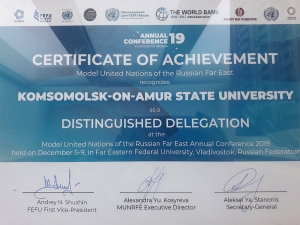 FEFU
THE WORLD BANK
ANNUAL
CONFERENCE 19
CERTIFICATE OF ACHIEVEMENT
Model United Nations of the Russian Far East
recognizes
KOMSOMOLSK-ON-AMUR STATE UNIVERSITY
as a
DISTINGUISHED DELEGATION
at the
Model United Nations of the Russian Far East Annual Conference 2019
held on December 5-9, in Far Eastern Federal University, Vladivostok, Russian Federation
Andrey N. Shushin
FEFU First Vice-President
Alexandra Yu. Kosyreva
MUNRFE Executive Director
Aleksei Ya. Stanonis
Secretary-General